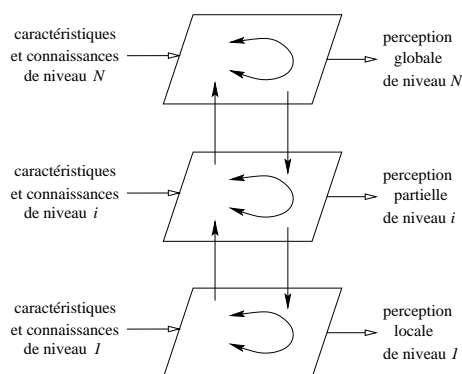 caractéristiques
et connaissances
de niveau N
perception
globale
de niveau N
caractéristiques
et connaissances
de niveau i
perception
partielle
de niveau i
caractéristiques
et connaissances
de niveau 1
perception
locale
de niveau 1